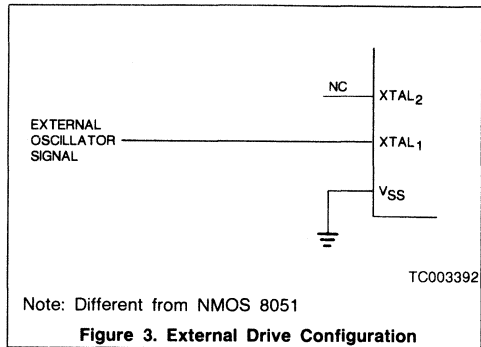 NC
XTAL2
EXTERNAL
OSCILLATOR
SIGNAL
XTAL1
VSS
TC003392
Note: Different from NMOS 8051
Figure 3. External Drive Configuration